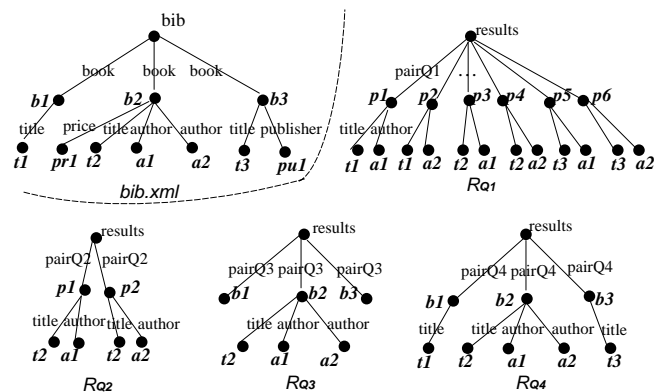 bib
book book book
b1 b2 b3
title price title author author title publisher
t1 pr1 t2 a1 a2 t3 pu1
bib.xml
results
pairQ1 ...
p1 p2 p3 p4 p5 p6
title author
t1 a1 t1 a2 t2 a1 t2 a2 t3 a1 t3 a2
RQ1
results
pairQ2 pairQ2
p1 p2
title author title author
t2 a1 t2 a2
RQ2
results
pairQ3 pairQ3 pairQ3
b1 b2 b3
title author author
t2 a1 a2
RQ3
results
pairQ4 pairQ4 pairQ4
b1 b2 b3
title title author author title
t1 t2 a1 a2 t3
RQ4